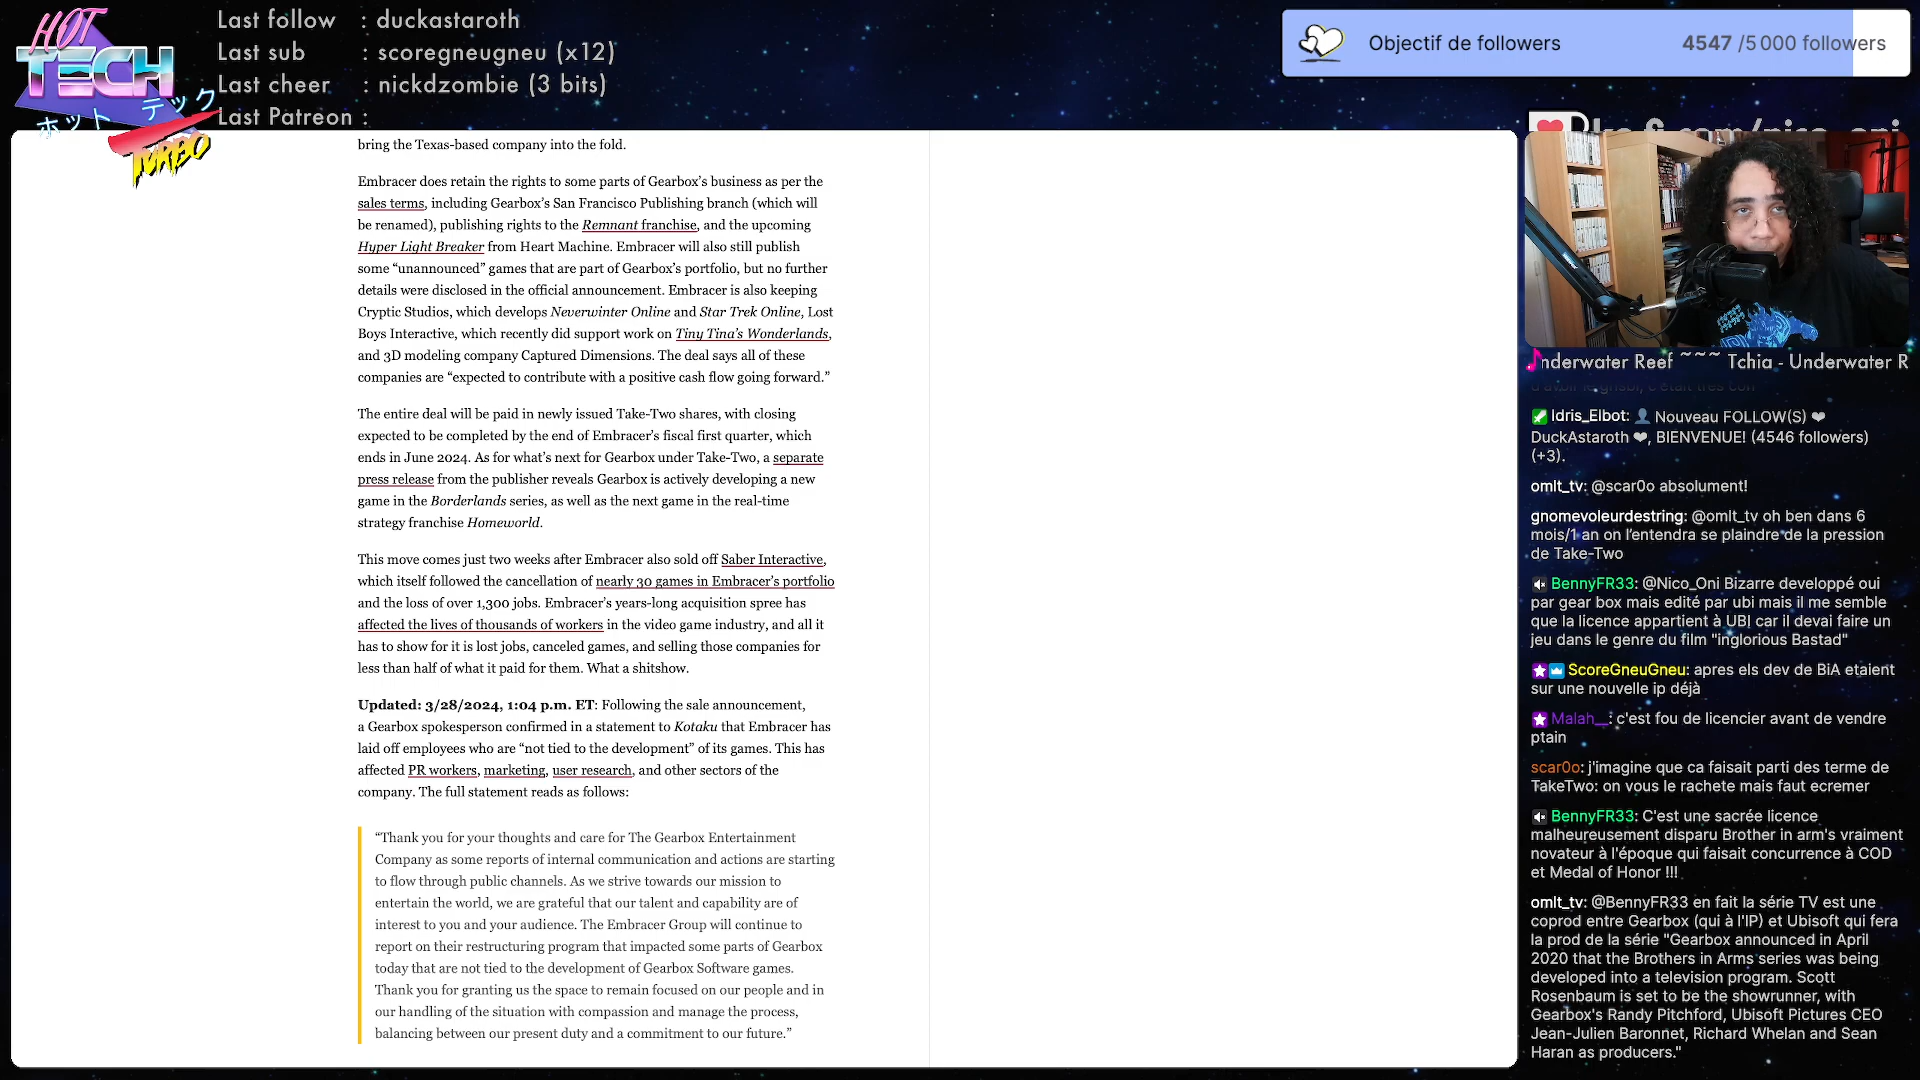 HOT
TECH
ホット テック
TURBO
Last follow : duckastaroth
Last sub : scoregneugneu (x12)
Last cheer : nickdzombie (3 bits)
Last Patreon :
Objectif de followers 4547 /5 000 followers
bring the Texas-based company into the fold.
Embracer does retain the rights to some parts of Gearbox’s business as per the
sales terms, including Gearbox’s San Francisco Publishing branch (which will
be renamed), publishing rights to the Remnant franchise, and the upcoming
Hyper Light Breaker from Heart Machine. Embracer will also still publish
some “unannounced” games that are part of Gearbox’s portfolio, but no further
details were disclosed in the official announcement. Embracer is also keeping
Cryptic Studios, which develops Neverwinter Online and Star Trek Online, Lost
Boys Interactive, which recently did support work on Tiny Tina’s Wonderlands,
and 3D modeling company Captured Dimensions. The deal says all of these
companies are “expected to contribute with a positive cash flow going forward.”
The entire deal will be paid in newly issued Take-Two shares, with closing
expected to be completed by the end of Embracer’s fiscal first quarter, which
ends in June 2024. As for what’s next for Gearbox under Take-Two, a separate
press release from the publisher reveals Gearbox is actively developing a new
game in the Borderlands series, as well as the next game in the real-time
strategy franchise Homeworld.
This move comes just two weeks after Embracer also sold off Saber Interactive,
which itself followed the cancellation of nearly 30 games in Embracer’s portfolio
and the loss of over 1,300 jobs. Embracer’s years-long acquisition spree has
affected the lives of thousands of workers in the video game industry, and all it
has to show for it is lost jobs, canceled games, and selling those companies for
less than half of what it paid for them. What a shitshow.
Updated: 3/28/2024, 1:04 p.m. ET: Following the sale announcement,
a Gearbox spokesperson confirmed in a statement to Kotaku that Embracer has
laid off employees who are “not tied to the development” of its games. This has
affected PR workers, marketing, user research, and other sectors of the
company. The full statement reads as follows:
“Thank you for your thoughts and care for The Gearbox Entertainment
Company as some reports of internal communication and actions are starting
to flow through public channels. As we strive towards our mission to
entertain the world, we are grateful that our talent and capability are of
interest to you and your audience. The Embracer Group will continue to
report on their restructuring program that impacted some parts of Gearbox
today that are not tied to the development of Gearbox Software games.
Thank you for granting us the space to remain focused on our people and in
our handling of the situation with compassion and manage the process,
balancing between our present duty and a commitment to our future.”
nderwater Reef ~~~ Tchia - Underwater R
Idris_Elbot: Nouveau FOLLOW(S) ❤
DuckAstaroth ❤, BIENVENUE! (4546 followers)
(+3).
omlt_tv: @scar0o absolument!
gnomevoleurdestring: @omlt_tv oh ben dans 6
mois/1 an on l’entendra se plaindre de la pression
de Take-Two
BennyFR33: @Nico_Oni Bizarre developpé oui
par gear box mais edité par ubi mais il me semble
que la licence appartient à UBI car il devai faire un
jeu dans le genre du film "inglorious Bastad"
ScoreGneuGneu: apres els dev de BiA etaient
sur une nouvelle ip déjà
Malah__: c'est fou de licencier avant de vendre
ptain
scar0o: j'imagine que ca faisait parti des terme de
TakeTwo: on vous le rachete mais faut ecremer
BennyFR33: C'est une sacrée licence
malheureusement disparu Brother in arm's vraiment
novateur à l'époque qui faisait concurrence à COD
et Medal of Honor !!!
omlt_tv: @BennyFR33 en fait la série TV est une
coprod entre Gearbox (qui à l'IP) et Ubisoft qui fera
la prod de la série "Gearbox announced in April
2020 that the Brothers in Arms series was being
developed into a television program. Scott
Rosenbaum is set to be the showrunner, with
Gearbox's Randy Pitchford, Ubisoft Pictures CEO
Jean-Julien Baronnet, Richard Whelan and Sean
Haran as producers."